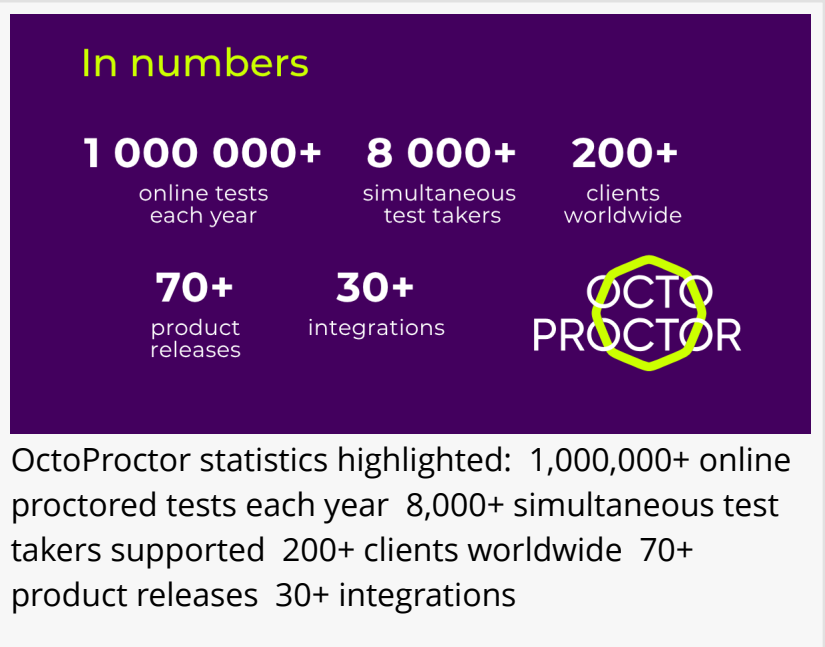 In numbers
1 000 000+ 8 000+ 200+
online tests simultaneous clients
each year test takers worldwide
70+ 30+
product integrations
releases
OCTO
PROCTOR
OctoProctor statistics highlighted:  1,000,000+ online
proctored tests each year  8,000+ simultaneous test
takers supported  200+ clients worldwide  70+
product releases  30+ integrations